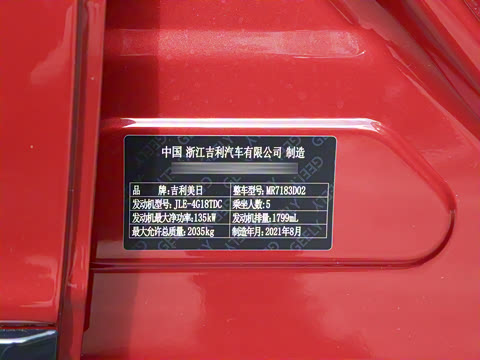 中国 浙江吉利汽车有限公司 制造
品 牌:吉利美日 整车型号:MR7183D02
发动机型号: JLE-4G18TDC 乘坐人数:5
发动机最大净功率:135kW 发动机排量:1799mL
最大允许总质量: 2035kg 制造年月:2021年8月